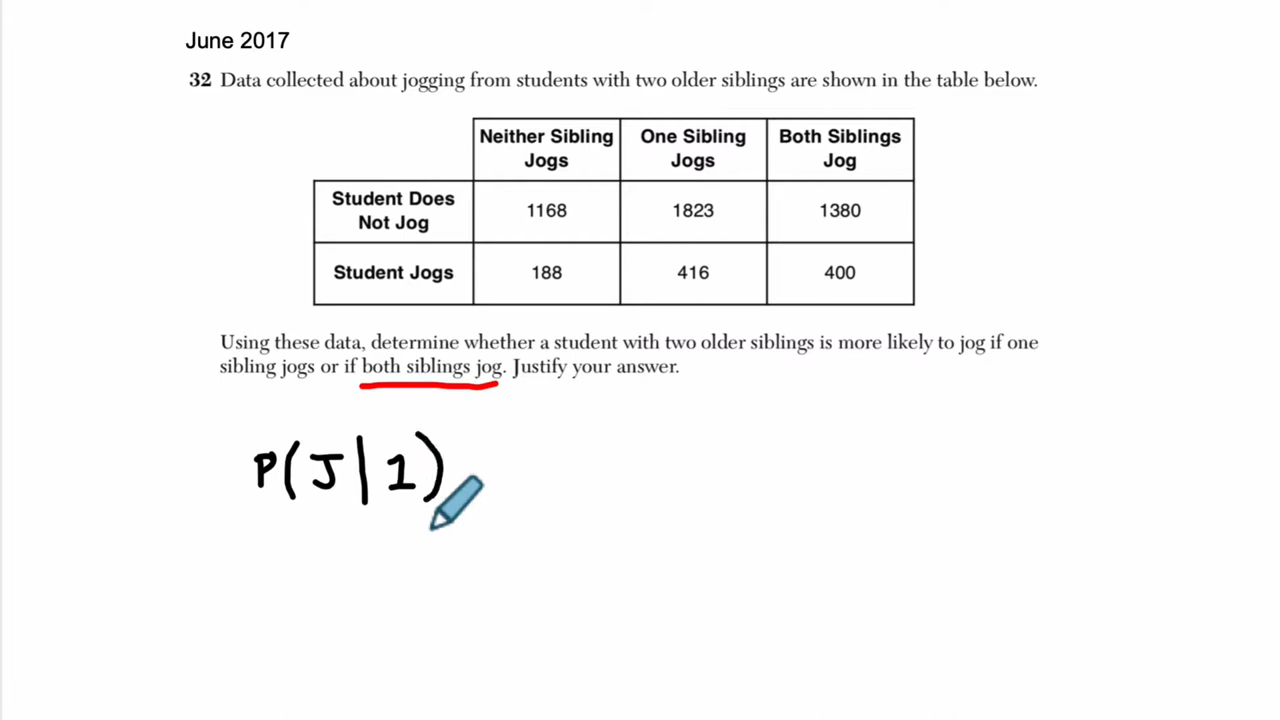 June 2017
32 Data collected about jogging from students with two older siblings are shown in the table below.
Neither Sibling One Sibling Both Siblings
Jogs Jogs Jog
Student Does
Not Jog 1168 1823 1380
Student Jogs 188 416 400
Using these data, determine whether a student with two older siblings is more likely to jog if one
sibling jogs or if both siblings jog. Justify your answer.
P(J|1)